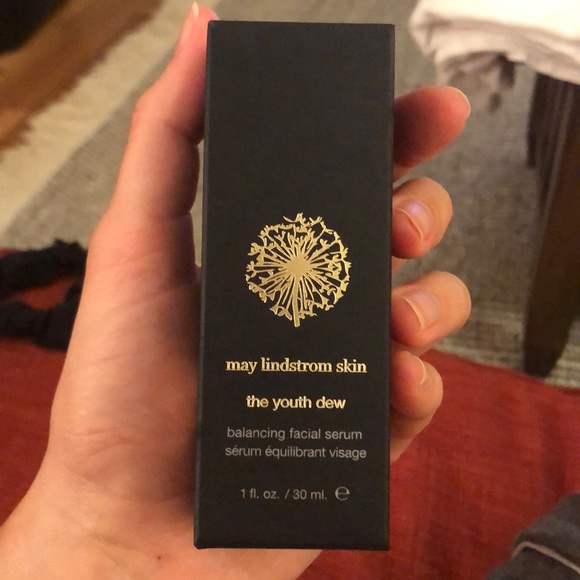 may lindstrom skin
the youth dew
balancing facial serum
sérum équilibrant visage
1 fl. oz. / 30 ml. ℮